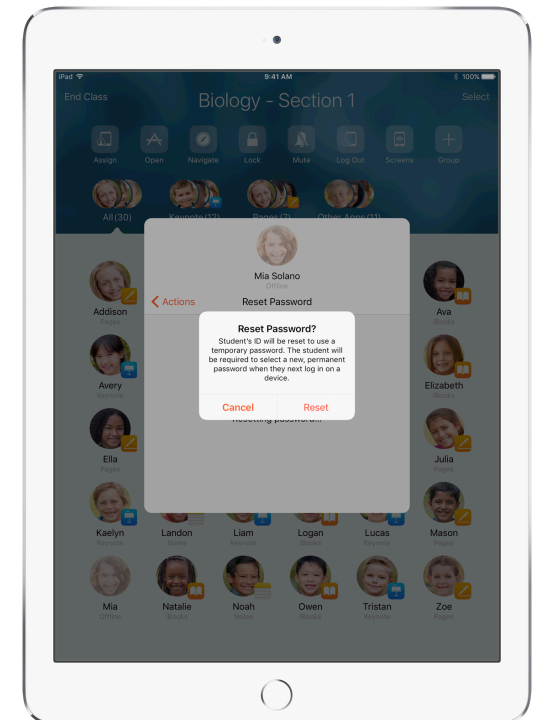 iPad 9:41 AM 100%
End Class Biology - Section 1 Select
Assign Open Navigate Lock Mute Log Out Screens Group
All (30) Keynote (12) Pages (7) Other Apps (11)
Mia Solano
Offline
Actions Reset Password
Addison Ava
Pages iBooks
Reset Password?
Student's ID will be reset to use a
temporary password. The student will
be required to select a new, permanent
password when they next log in on a
device.
Cancel Reset
Resetting password...
Avery Elizabeth
Keynote iBooks
Ella Julia
Pages Pages
Kaelyn Landon Liam Logan Lucas Mason
Keynote Notes Keynote iBooks Keynote Pages
Mia Natalie Noah Owen Tristan Zoe
Offline iBooks Notes iBooks Keynote Pages